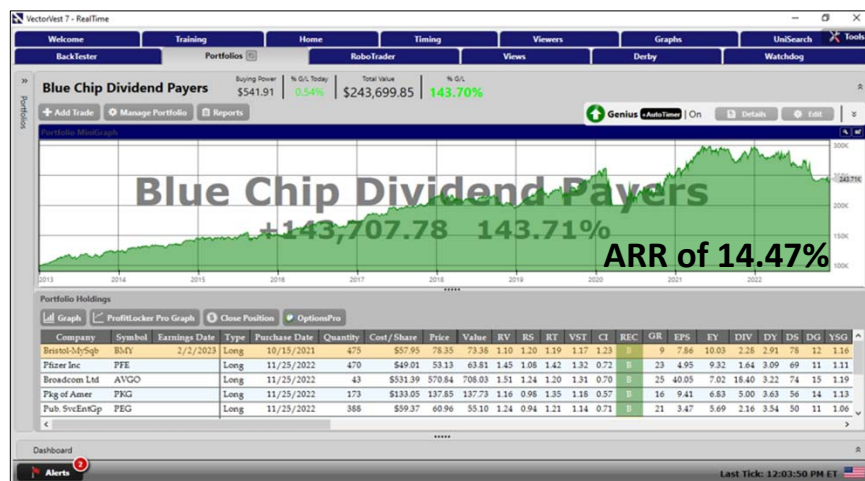 VectorVest 7 - RealTime
Welcome Training Home Timing Viewers Graphs UniSearch Tools
BackTester Portfolios RoboTrader Views Derby Watchdog
Portfolios
Blue Chip Dividend Payers
Buying Power % G/L Today Total Value % G/L
$541.91 0.54% $243,699.85 143.70%
Add Trade Manage Portfolio Reports Genius +AutoTimer | On Details Edit
Portfolio MiniGraph
300K
Blue Chip Dividend Payers
243.71K
200K
+143,707.78 143.71%
150K
ARR of 14.47%
100K
2013 2014 2015 2016 2017 2018 2019 2020 2021 2022
Portfolio Holdings
Graph ProfitLocker Pro Graph Close Position OptionsPro
Company Symbol Earnings Date Type Purchase Date Quantity Cost/Share Price Value RV RS RT VST CI REC GR EPS EY DIV DY DS DG YSG
Bristol-MySqb BMY 2/2/2023 Long 10/15/2021 475 $57.95 78.35 73.38 1.10 1.20 1.19 1.17 1.23 B 9 7.86 10.03 2.28 2.91 78 12 1.16
Pfizer Inc PFE Long 11/25/2022 470 $49.01 53.13 63.81 1.45 1.08 1.42 1.32 0.72 B 23 4.95 9.32 1.64 3.09 69 11 1.11
Broadcom Ltd AVGO Long 11/25/2022 43 $531.39 570.84 708.03 1.51 1.24 1.20 1.31 0.70 B 25 40.05 7.02 18.40 3.22 74 15 1.19
Pkg of Amer PKG Long 11/25/2022 173 $133.05 137.85 137.73 1.16 0.98 1.35 1.18 0.57 B 16 9.41 6.83 5.00 3.63 56 14 1.13
Pub. SvcEntGp PEG Long 11/25/2022 388 $59.37 60.96 55.10 1.24 0.94 1.21 1.14 0.71 B 21 3.47 5.69 2.16 3.54 50 11 1.06
Dashboard
Alerts 2 Last Tick: 12:03:50 PM ET